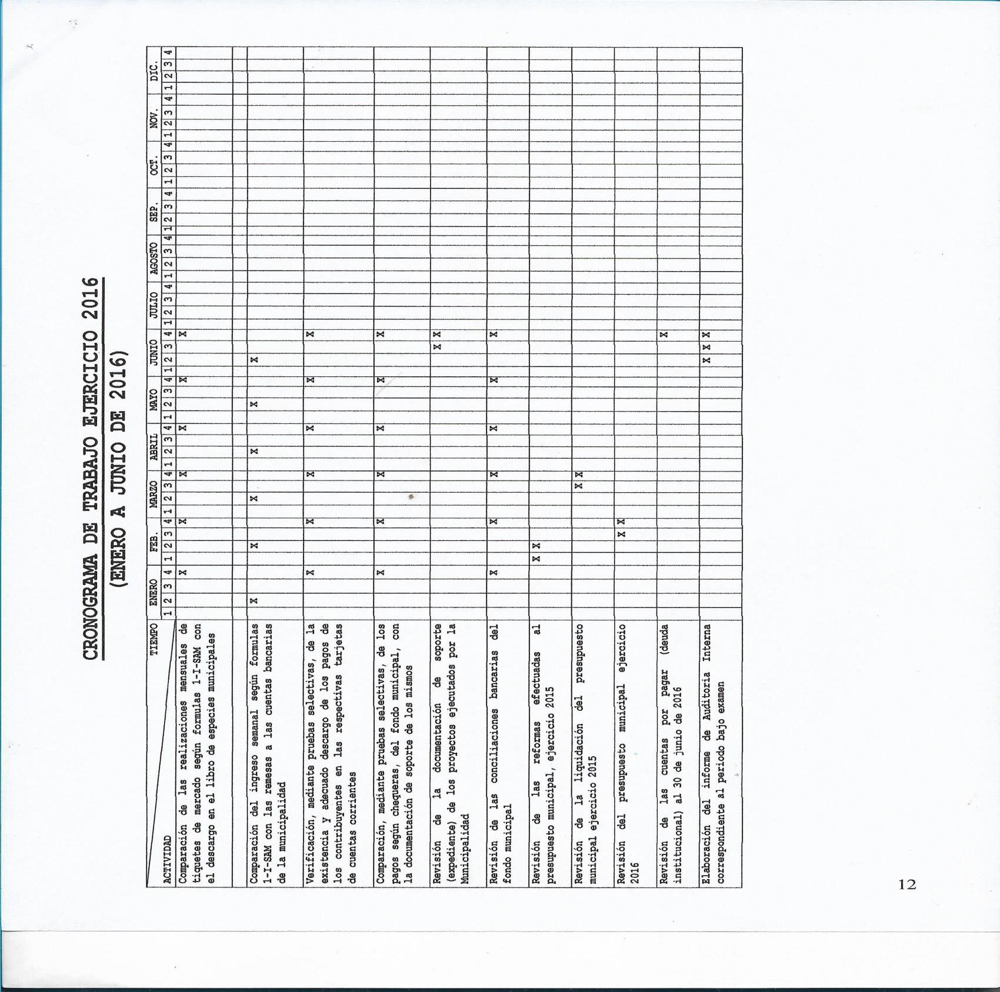 CRONOGRAMA DE TRABAJO EJERCICIO 2016
(ENERO A JUNIO DE 2016)
TIEMPO ENERO FEB. MARZO ABRIL MAYO JUNIO JULIO AGOSTO SEP. OCT. NOV. DIC.
ACTIVIDAD 1 2 3 4 1 2 3 4 1 2 3 4 1 2 3 4 1 2 3 4 1 2 3 4 1 2 3 4 1 2 3 4 1 2 3 4 1 2 3 4 1 2 3 4 1 2 3 4
Comparación de las realizaciones mensuales de X X X X X X
tiquetes de mercado según formulas 1-I-SAM con
el descargo en el libro de especies municipales
Comparación del ingreso semanal según formulas X X X X X X
1-I-SAM con las remesas a las cuentas bancarias
de la municipalidad
Verificación, mediante pruebas selectivas, de la X X X X X X
existencia y adecuado descargo de los pagos de
los contribuyentes en las respectivas tarjetas
de cuentas corrientes
Comparación, mediante pruebas selectivas, de los X X X X X X
pagos según chequeras, del fondo municipal, con
la documentación de soporte de los mismos
Revisión de la documentación de soporte X X
(expediente) de los proyectos ejecutados por la
Municipalidad
Revisión de las conciliaciones bancarias del X X X X X X
fondo municipal
Revisión de las reformas efectuadas al X X
presupuesto municipal, ejercicio 2015
Revisión de la liquidación del presupuesto X X
municipal ejercicio 2015
Revisión del presupuesto municipal ejercicio X X
2016
Revisión de las cuentas por pagar (deuda X
institucional) al 30 de junio de 2016
Elaboración del informe de Auditoria Interna X X X
correspondiente al periodo bajo examen
12